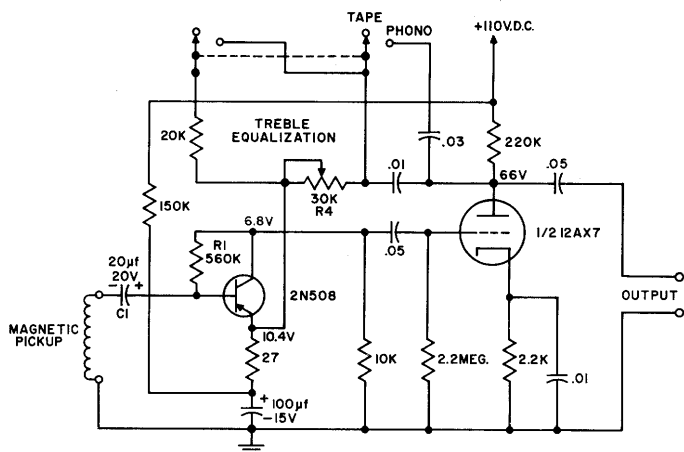 TAPE
PHONO
+110V.D.C.
TREBLE
EQUALIZATION
20K
.03
220K
.01
66V
.05
30K
R4
150K
6.8V
1/2 12AX7
R1
560K
.05
20µf
20V
- +
C1
2N508
OUTPUT
MAGNETIC
PICKUP
10.4V
27
10K
2.2MEG.
2.2K
.01
+ 100µf
-15V